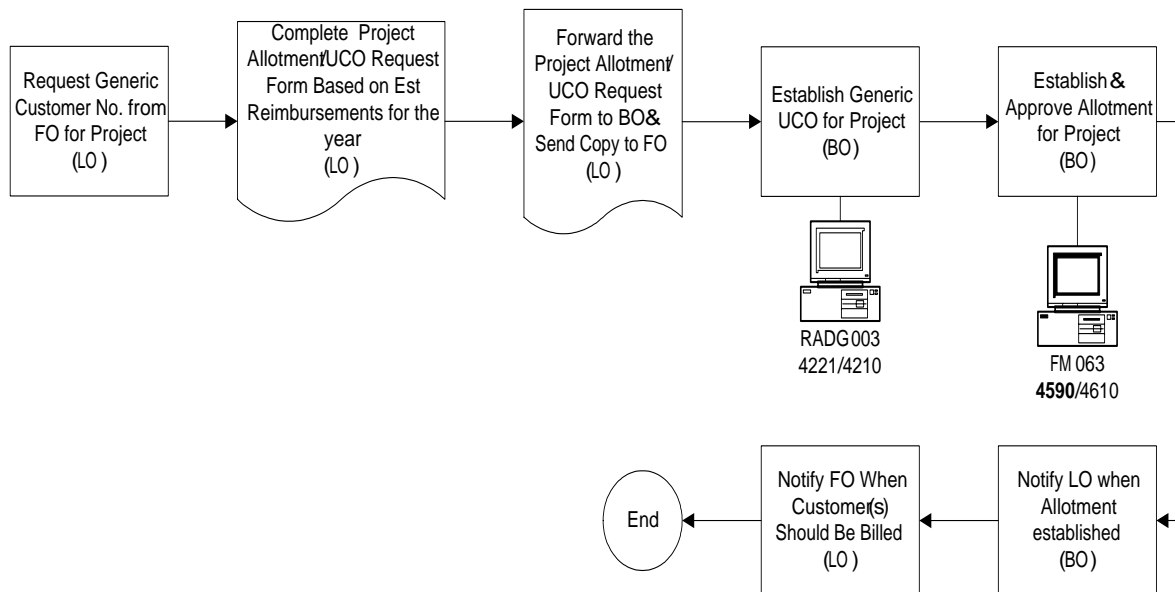 Request Generic
Customer No. from
FO for Project
(LO )
Complete Project
Allotment/UCO Request
Form Based on Est
Reimbursements for the
year
(LO )
Forward the
Project Allotment/
UCO Request
Form to BO&
Send Copy to FO
(LO )
Establish Generic
UCO for Project
(BO)
Establish &
Approve Allotment
for Project
(BO)
RADG003
4221/4210
FM 063
4590/4610
End
Notify FO When
Customer(s)
Should Be Billed
(LO )
Notify LO when
Allotment
established
(BO)